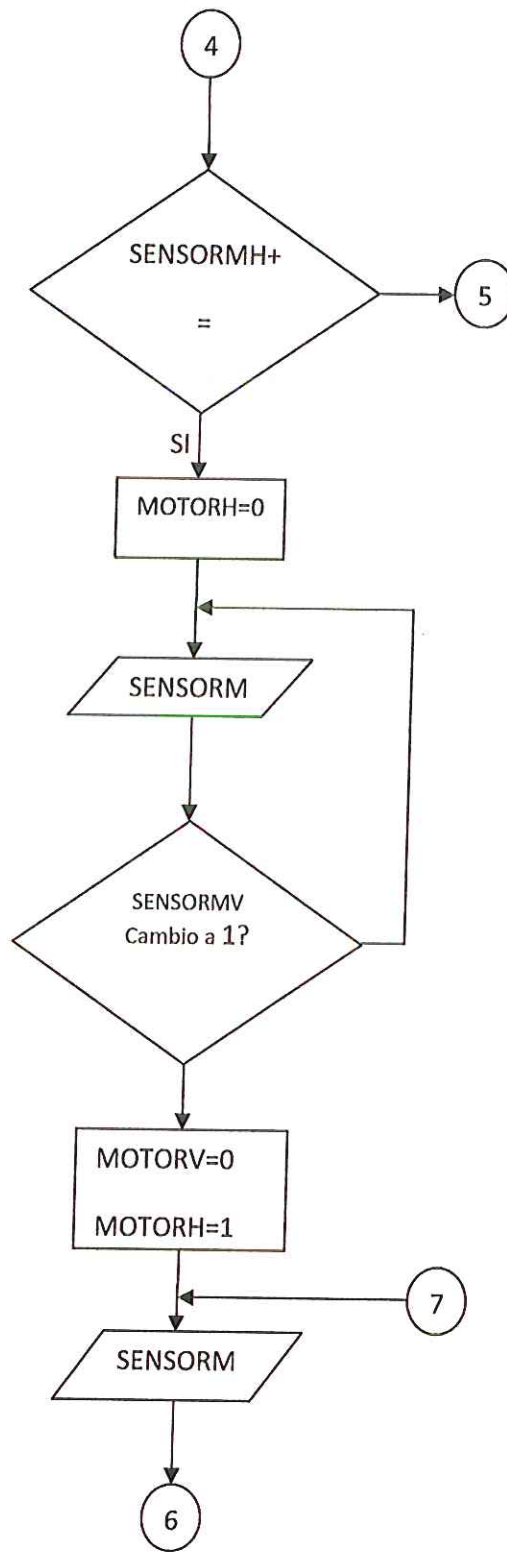 4
SENSORMH+
=
5
SI
MOTORH=0
SENSORM
SENSORMV
Cambio a 1?
MOTORV=0
MOTORH=1
7
SENSORM
6